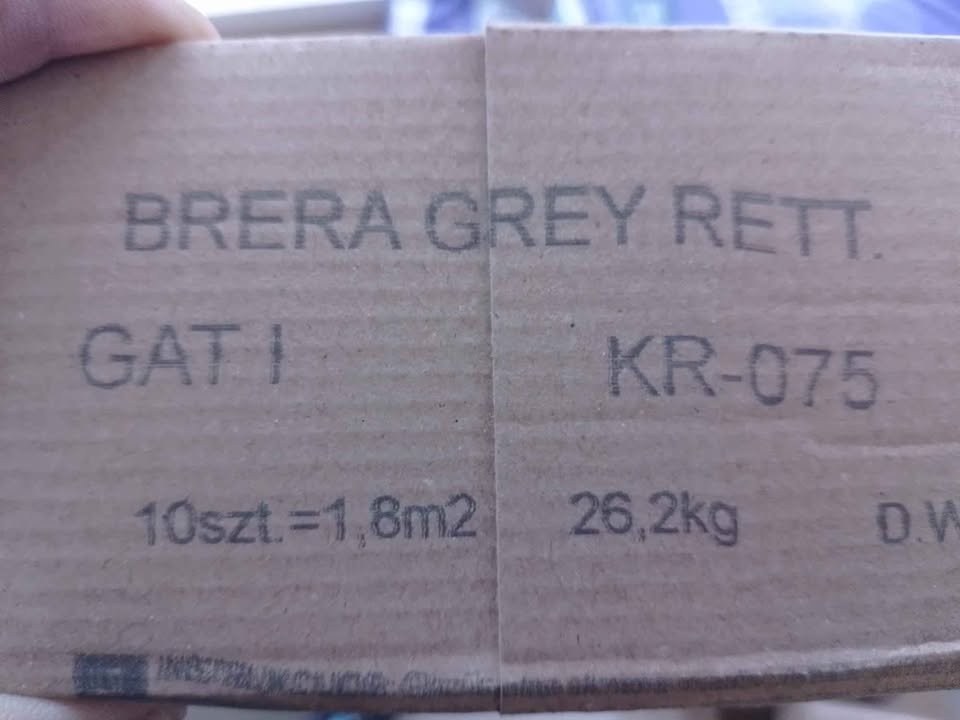 BRERA GREY RETT.
GAT I KR-075
10szt.=1,8m2 26,2kg D.W